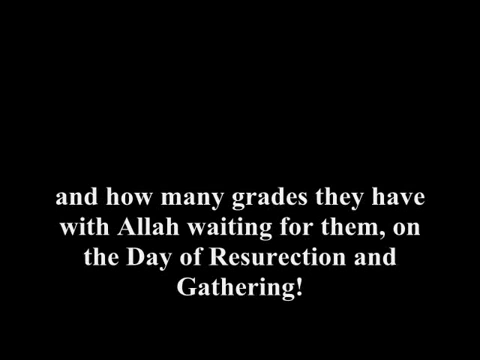 and how many grades they have
with Allah waiting for them, on
the Day of Resurection and
Gathering!